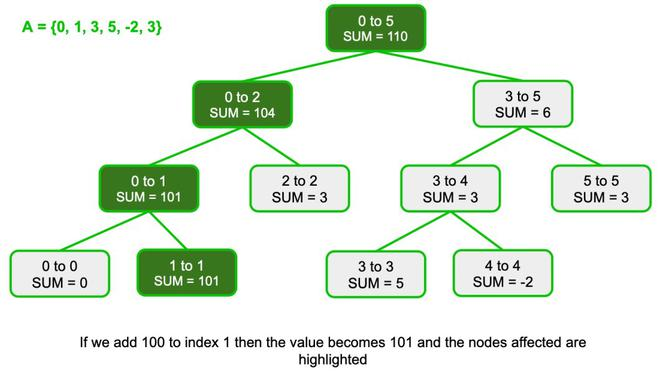 A = {0, 1, 3, 5, -2, 3}
0 to 5
SUM = 110
0 to 2
SUM = 104
3 to 5
SUM = 6
0 to 1
SUM = 101
2 to 2
SUM = 3
3 to 4
SUM = 3
5 to 5
SUM = 3
0 to 0
SUM = 0
1 to 1
SUM = 101
3 to 3
SUM = 5
4 to 4
SUM = -2
If we add 100 to index 1 then the value becomes 101 and the nodes affected are
highlighted